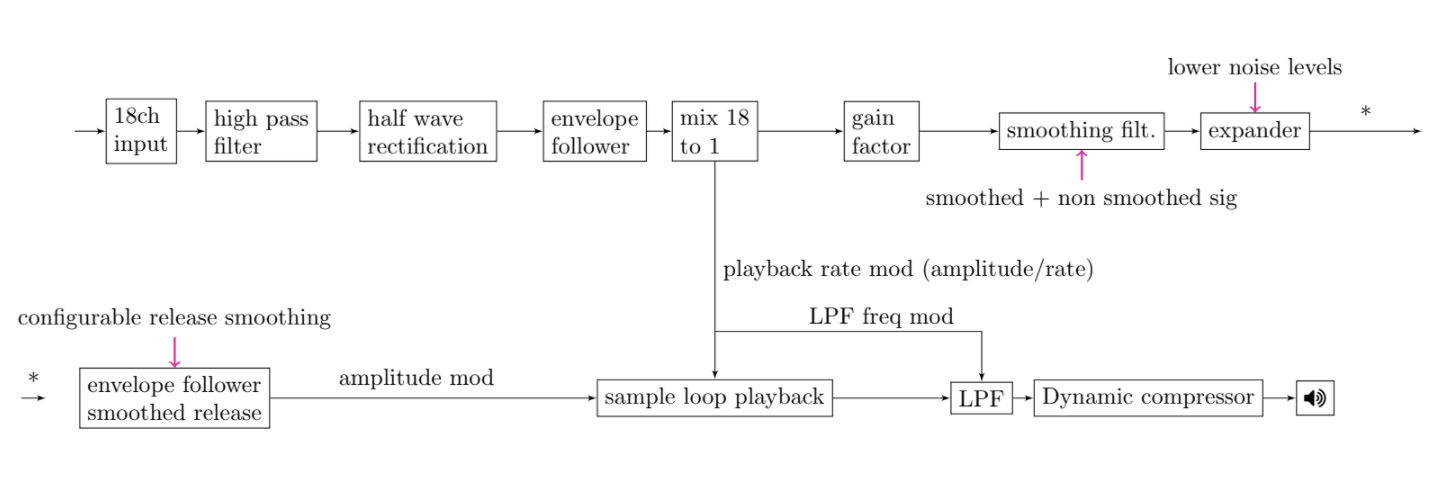 lower noise levels
18ch
input
high pass
filter
half wave
rectification
envelope
follower
mix 18
to 1
gain
factor
smoothing filt.
expander
*
smoothed + non smoothed sig
playback rate mod (amplitude/rate)
LPF freq mod
configurable release smoothing
*
envelope follower
smoothed release
amplitude mod
sample loop playback
LPF
Dynamic compressor